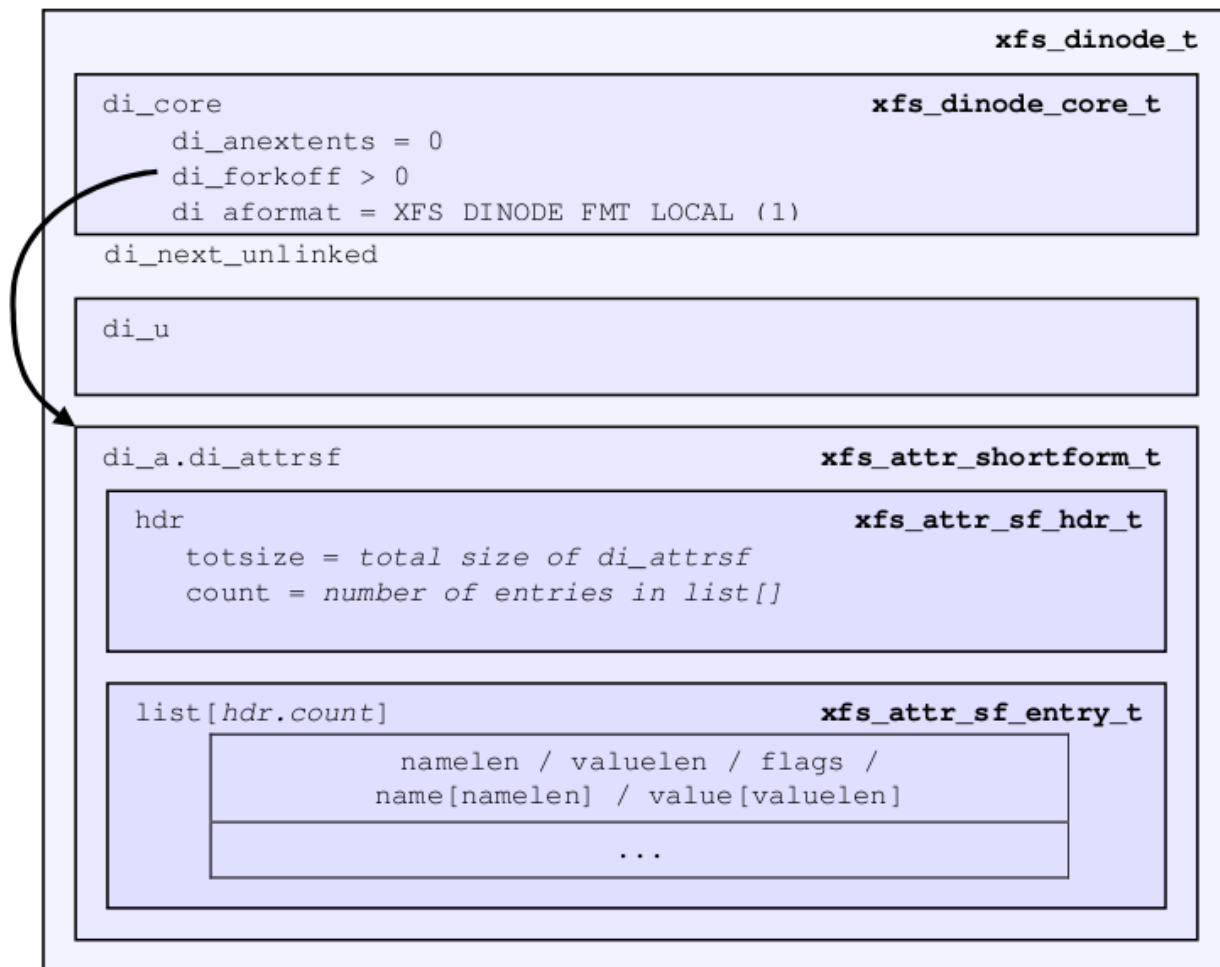 xfs_dinode_t
di_core xfs_dinode_core_t
di_anextents = 0
di_forkoff > 0
di aformat = XFS DINODE FMT LOCAL (1)
di_next_unlinked
di_u
di_a.di_attrsf xfs_attr_shortform_t
hdr xfs_attr_sf_hdr_t
totsize = total size of di_attrsf
count = number of entries in list[]
list[hdr.count] xfs_attr_sf_entry_t
namelen / valuelen / flags /
name[namelen] / value[valuelen]
...